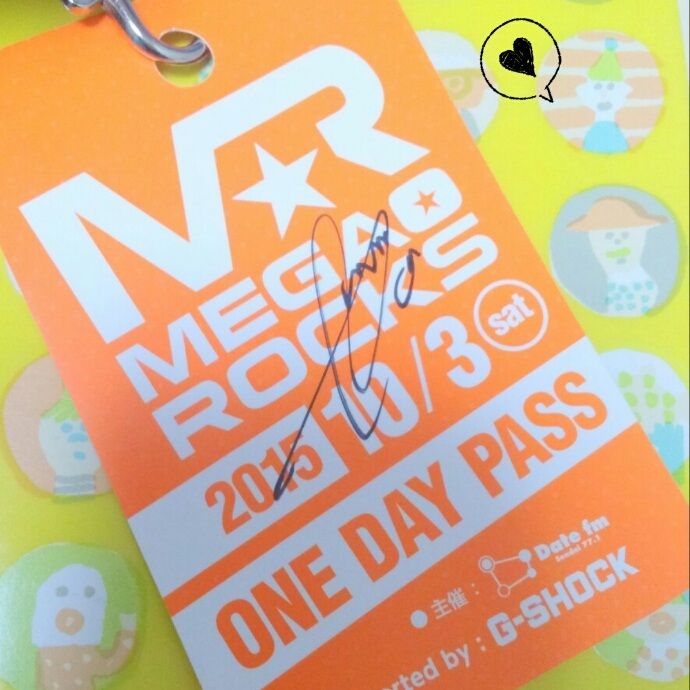 MR
MEGA★
ROCKS
2015 10/3 sat
ONE DAY PASS
主催: Date fm
Sendai 77.1
orted by: G-SHOCK